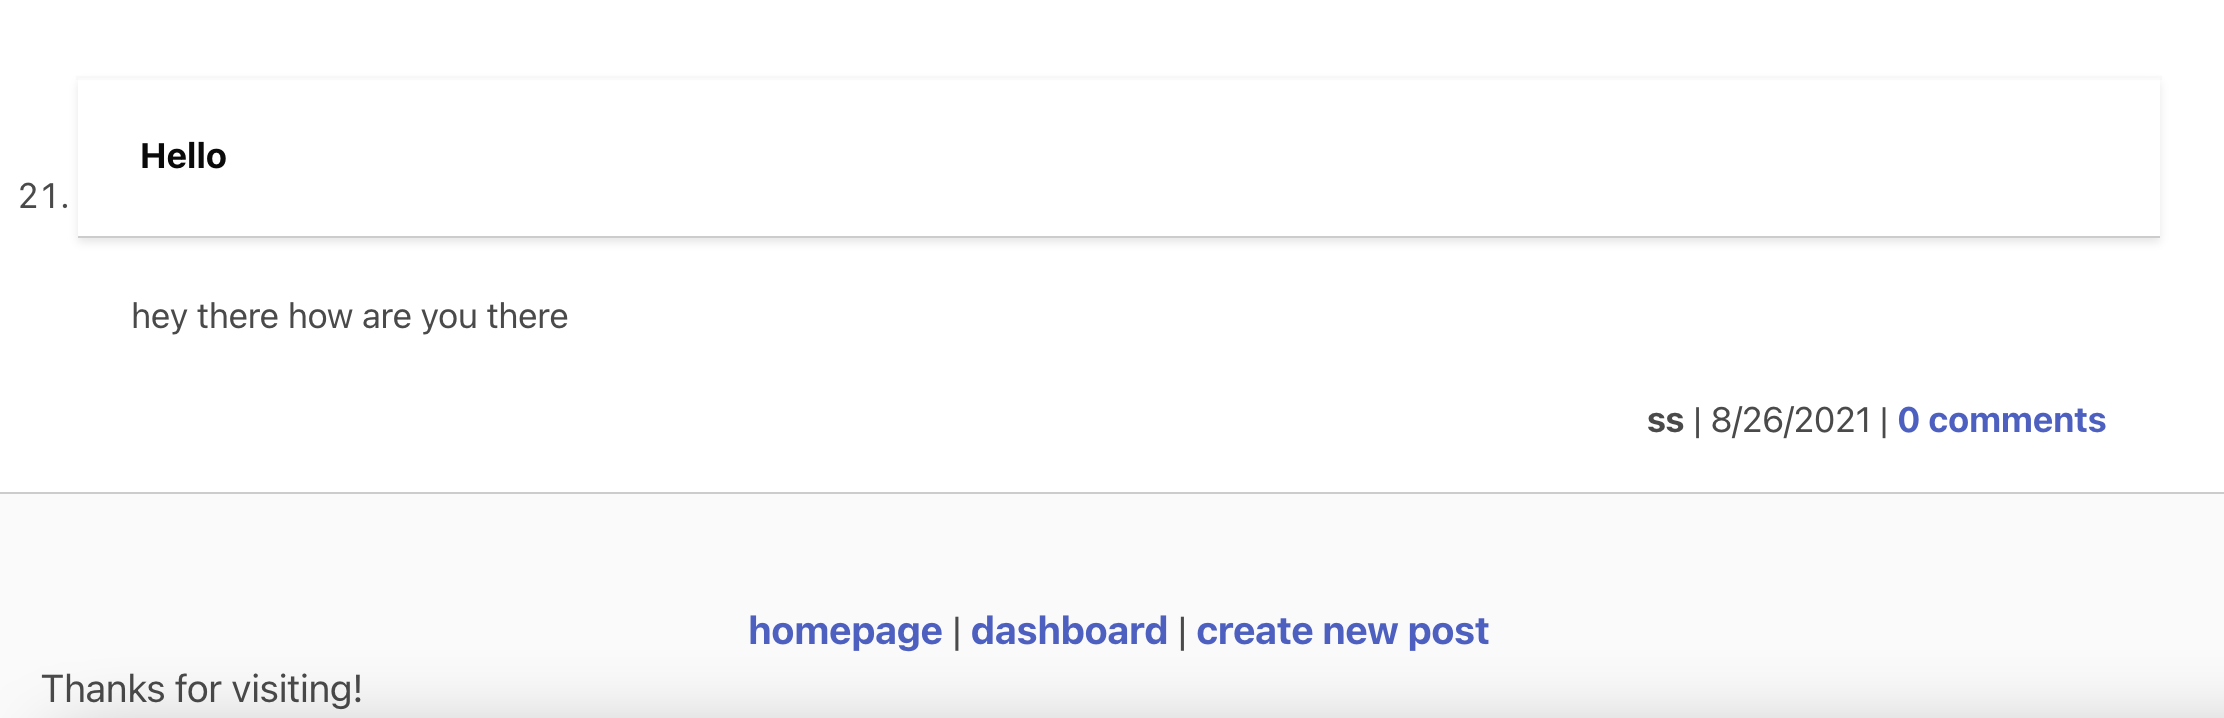 Hello
21.
hey there how are you there
ss | 8/26/2021 | 0 comments
homepage | dashboard | create new post
Thanks for visiting!